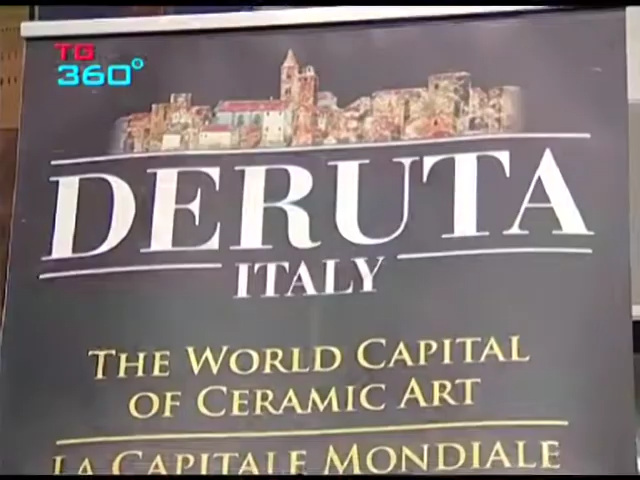 TG
360°
DERUTA
ITALY
THE WORLD CAPITAL
OF CERAMIC ART
LA CAPITALE MONDIALE